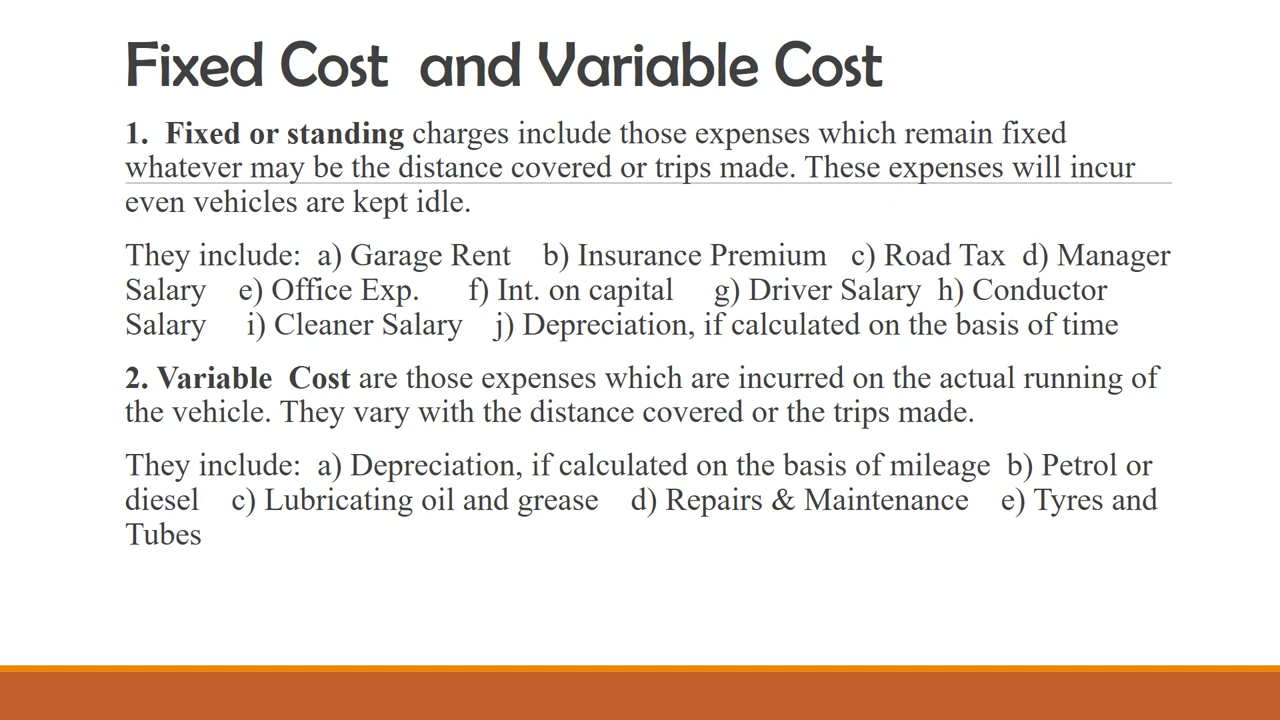 Fixed Cost  and Variable Cost
1.  Fixed or standing charges include those expenses which remain fixed
whatever may be the distance covered or trips made. These expenses will incur
even vehicles are kept idle.
They include:  a) Garage Rent    b) Insurance Premium   c) Road Tax  d) Manager
Salary    e) Office Exp.      f) Int. on capital     g) Driver Salary  h) Conductor
Salary     i) Cleaner Salary    j) Depreciation, if calculated on the basis of time
2. Variable  Cost are those expenses which are incurred on the actual running of
the vehicle. They vary with the distance covered or the trips made.
They include:  a) Depreciation, if calculated on the basis of mileage  b) Petrol or
diesel    c) Lubricating oil and grease    d) Repairs & Maintenance    e) Tyres and
Tubes